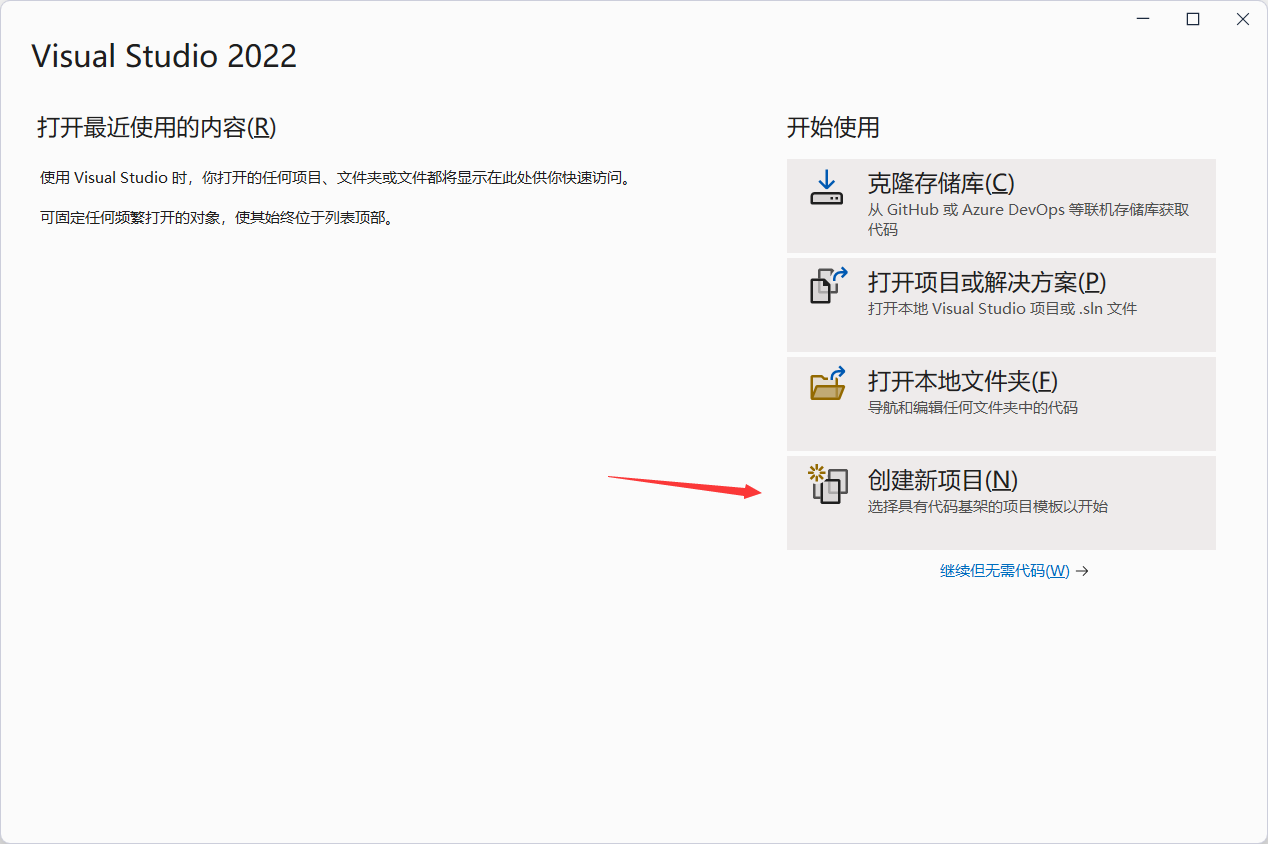 Visual Studio 2022
打开最近使用的内容(R)
使用 Visual Studio 时，你打开的任何项目、文件夹或文件都将显示在此处供你快速访问。
可固定任何频繁打开的对象，使其始终位于列表顶部。
开始使用
克隆存储库(C)
从 GitHub 或 Azure DevOps 等联机存储库获取
代码
打开项目或解决方案(P)
打开本地 Visual Studio 项目或 .sln 文件
打开本地文件夹(F)
导航和编辑任何文件夹中的代码
创建新项目(N)
选择具有代码基架的项目模板以开始
继续但无需代码(W) →